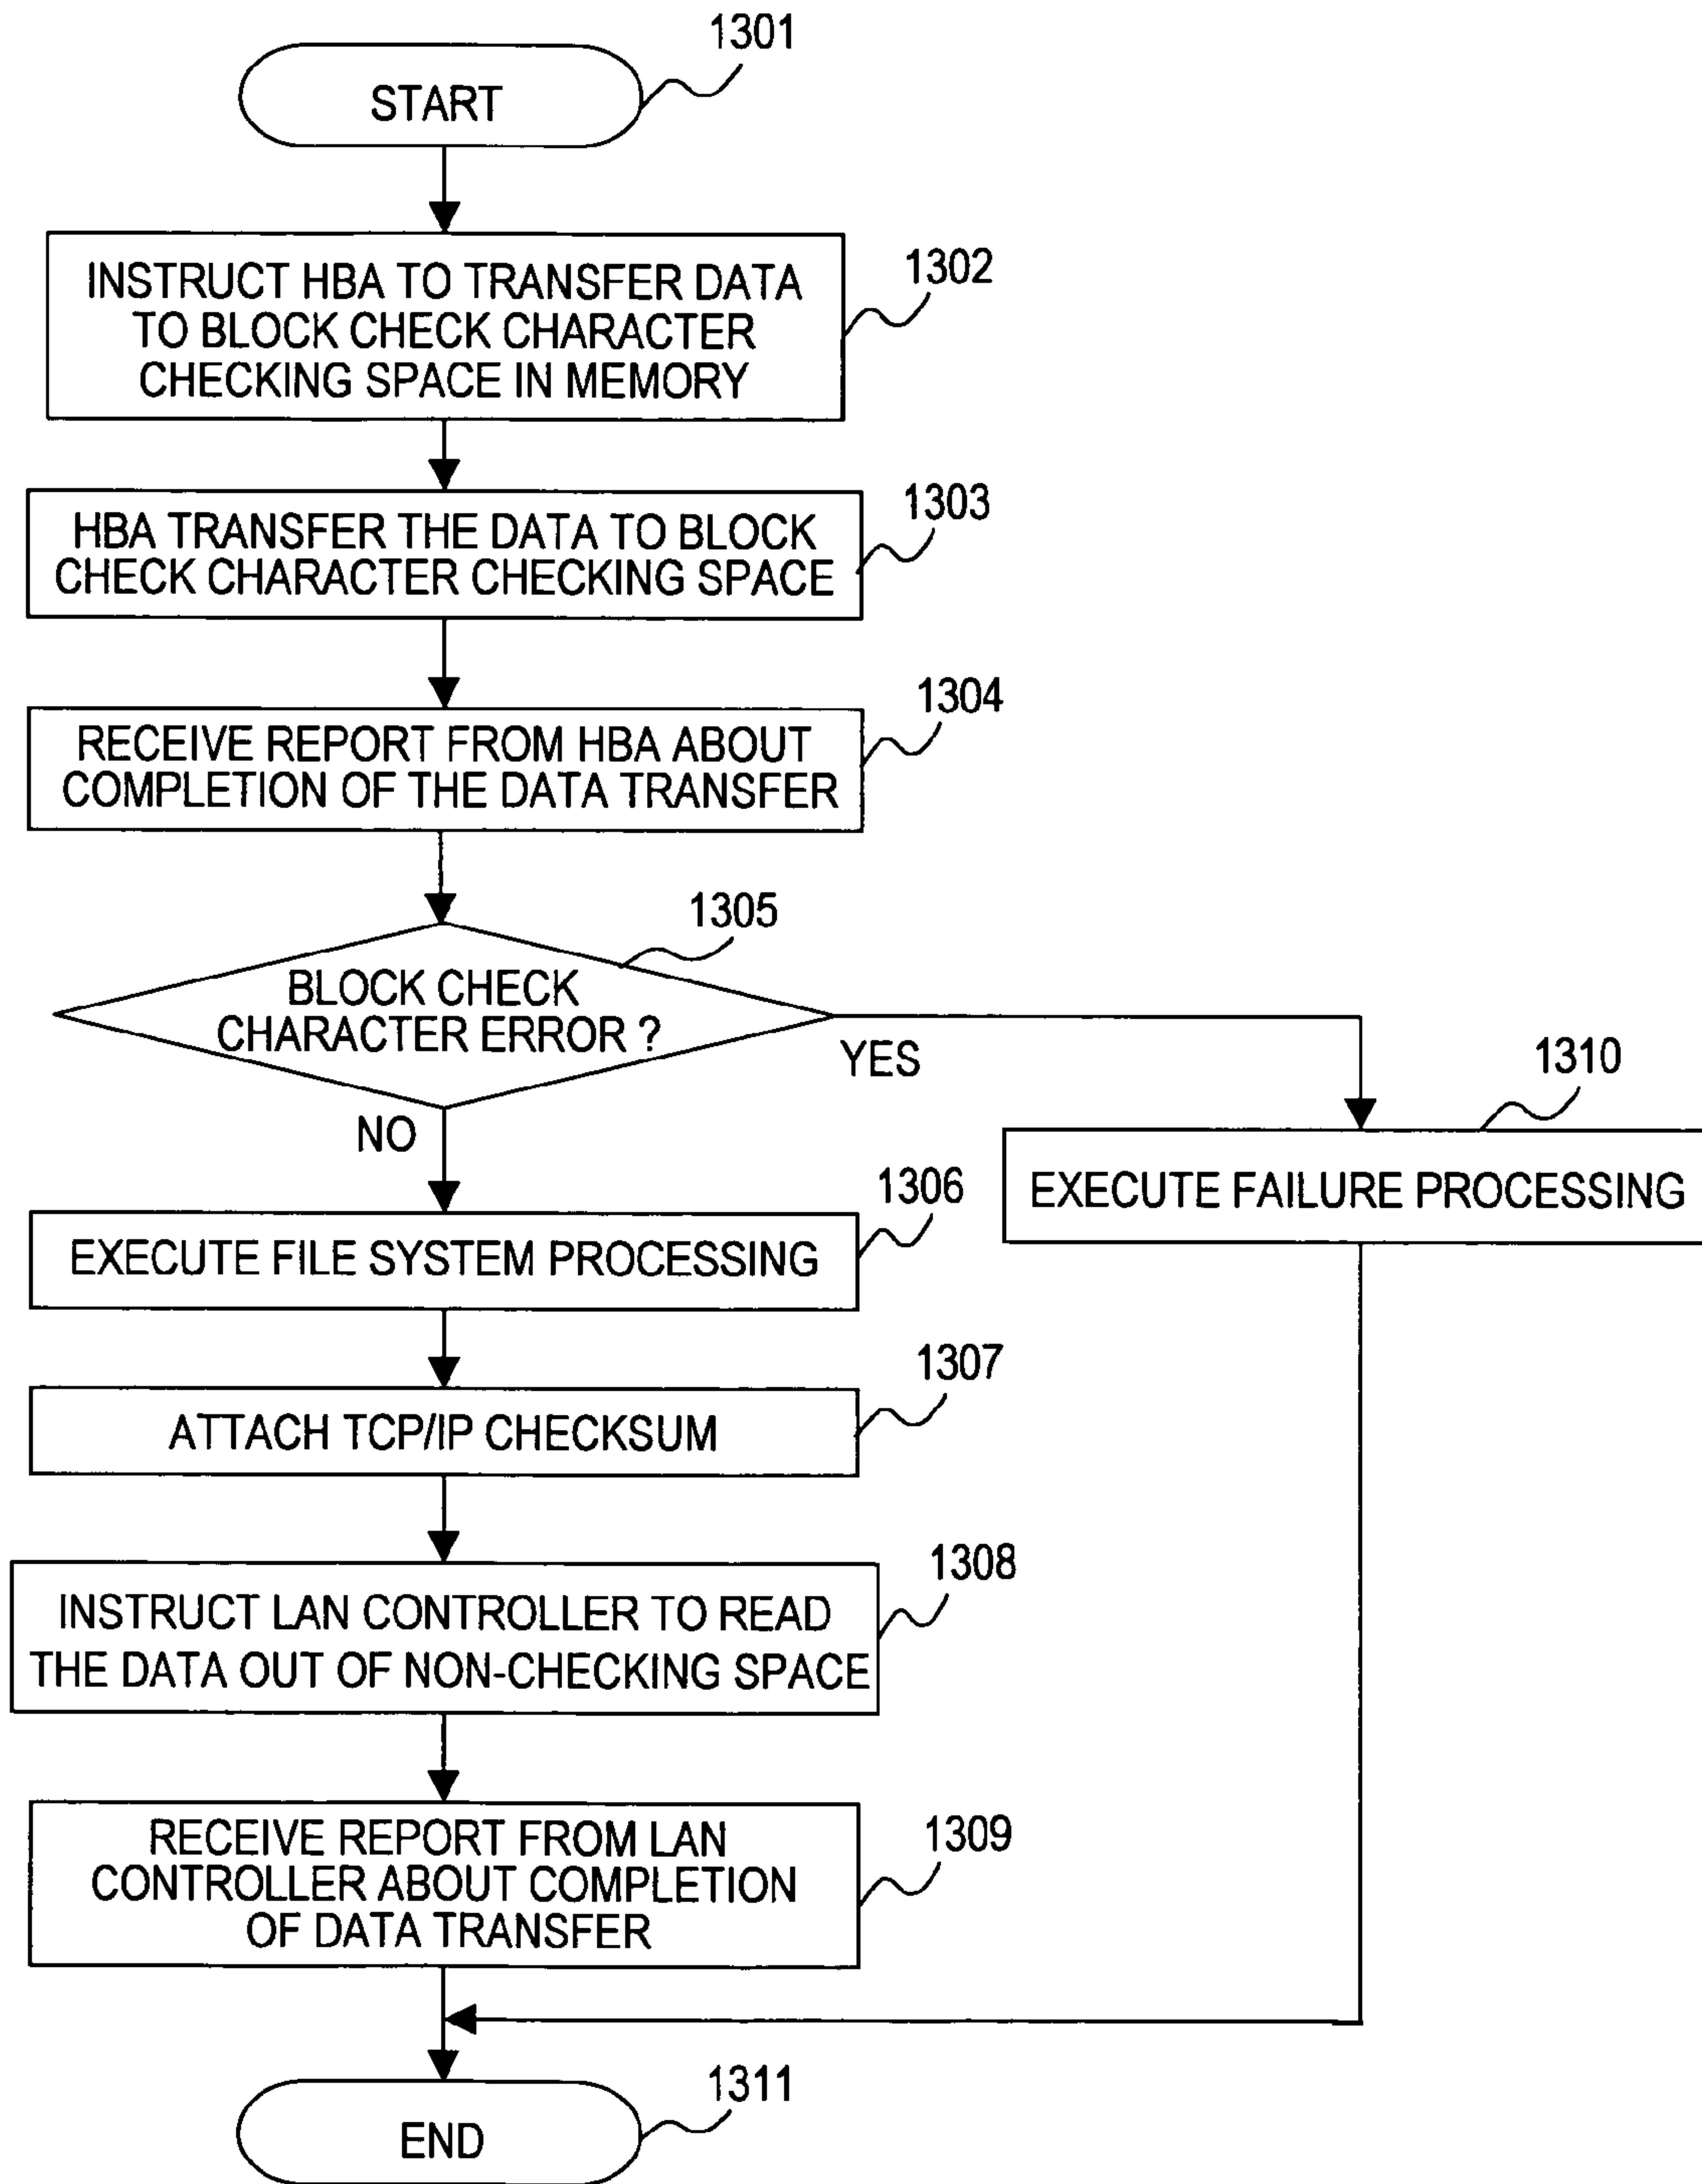 1301
START
1302
INSTRUCT HBA TO TRANSFER DATA
TO BLOCK CHECK CHARACTER
CHECKING SPACE IN MEMORY
1303
HBA TRANSFER THE DATA TO BLOCK
CHECK CHARACTER CHECKING SPACE
1304
RECEIVE REPORT FROM HBA ABOUT
COMPLETION OF THE DATA TRANSFER
1305
BLOCK CHECK
CHARACTER ERROR ?
YES
NO
1310
EXECUTE FAILURE PROCESSING
1306
EXECUTE FILE SYSTEM PROCESSING
1307
ATTACH TCP/IP CHECKSUM
1308
INSTRUCT LAN CONTROLLER TO READ
THE DATA OUT OF NON-CHECKING SPACE
1309
RECEIVE REPORT FROM LAN
CONTROLLER ABOUT COMPLETION
OF DATA TRANSFER
1311
END